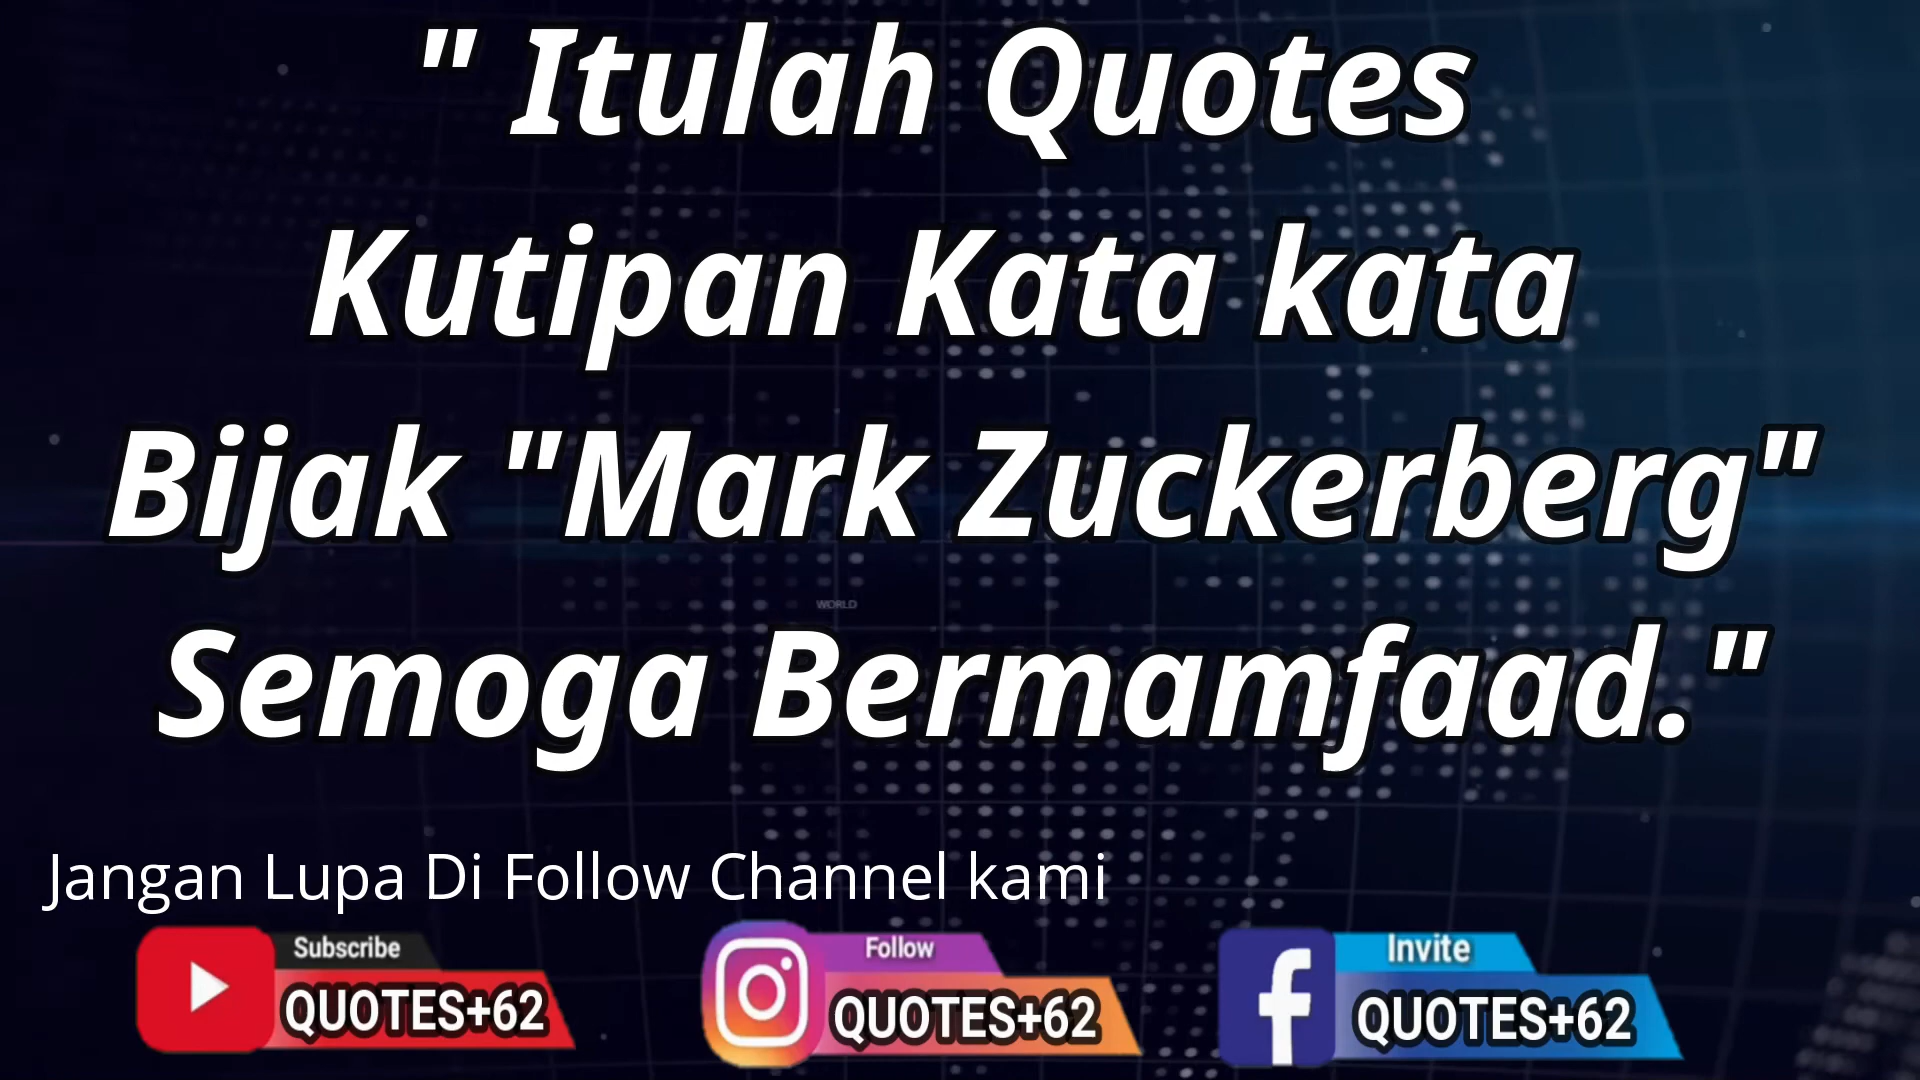 " Itulah Quotes
Kutipan Kata kata
Bijak "Mark Zuckerberg"
Semoga Bermamfaad."
WORLD
Jangan Lupa Di Follow Channel kami
Subscribe
QUOTES+62
Follow
QUOTES+62
Invite
QUOTES+62